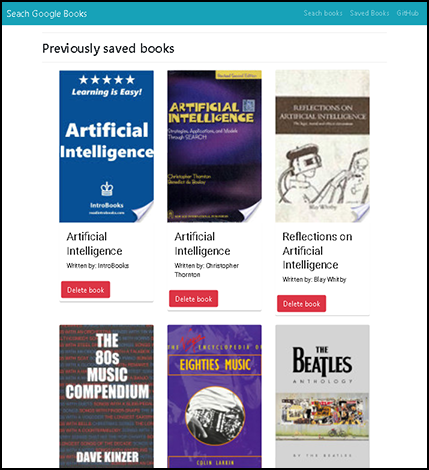 Seach Google Books
Seach books Saved Books GitHub
Previously saved books
★★★★★
Learning is Easy!
Artificial
Intelligence
IntroBooks
Revised Second Edition
ARTIFICIAL
INTELLIGENCE
Strategies, Applications, and Models
Through SEARCH
Christopher Thornton
Benedict du Boulay
REFLECTIONS ON
ARTIFICIAL INTELLIGENCE
Blay Whitby
Artificial
Intelligence
Written by: IntroBooks
Delete book
Artificial
Intelligence
Written by: Christopher
Thornton
Delete book
Reflections on
Artificial
Intelligence
Written by: Blay Whitby
Delete book
THE
80s
MUSIC
COMPENDIUM
DAVE KINZER
THE Virgin ENCYCLOPEDIA OF
EIGHTIES MUSIC
COLIN LARKIN
THE
BEATLES
ANTHOLOGY
BY THE BEATLES